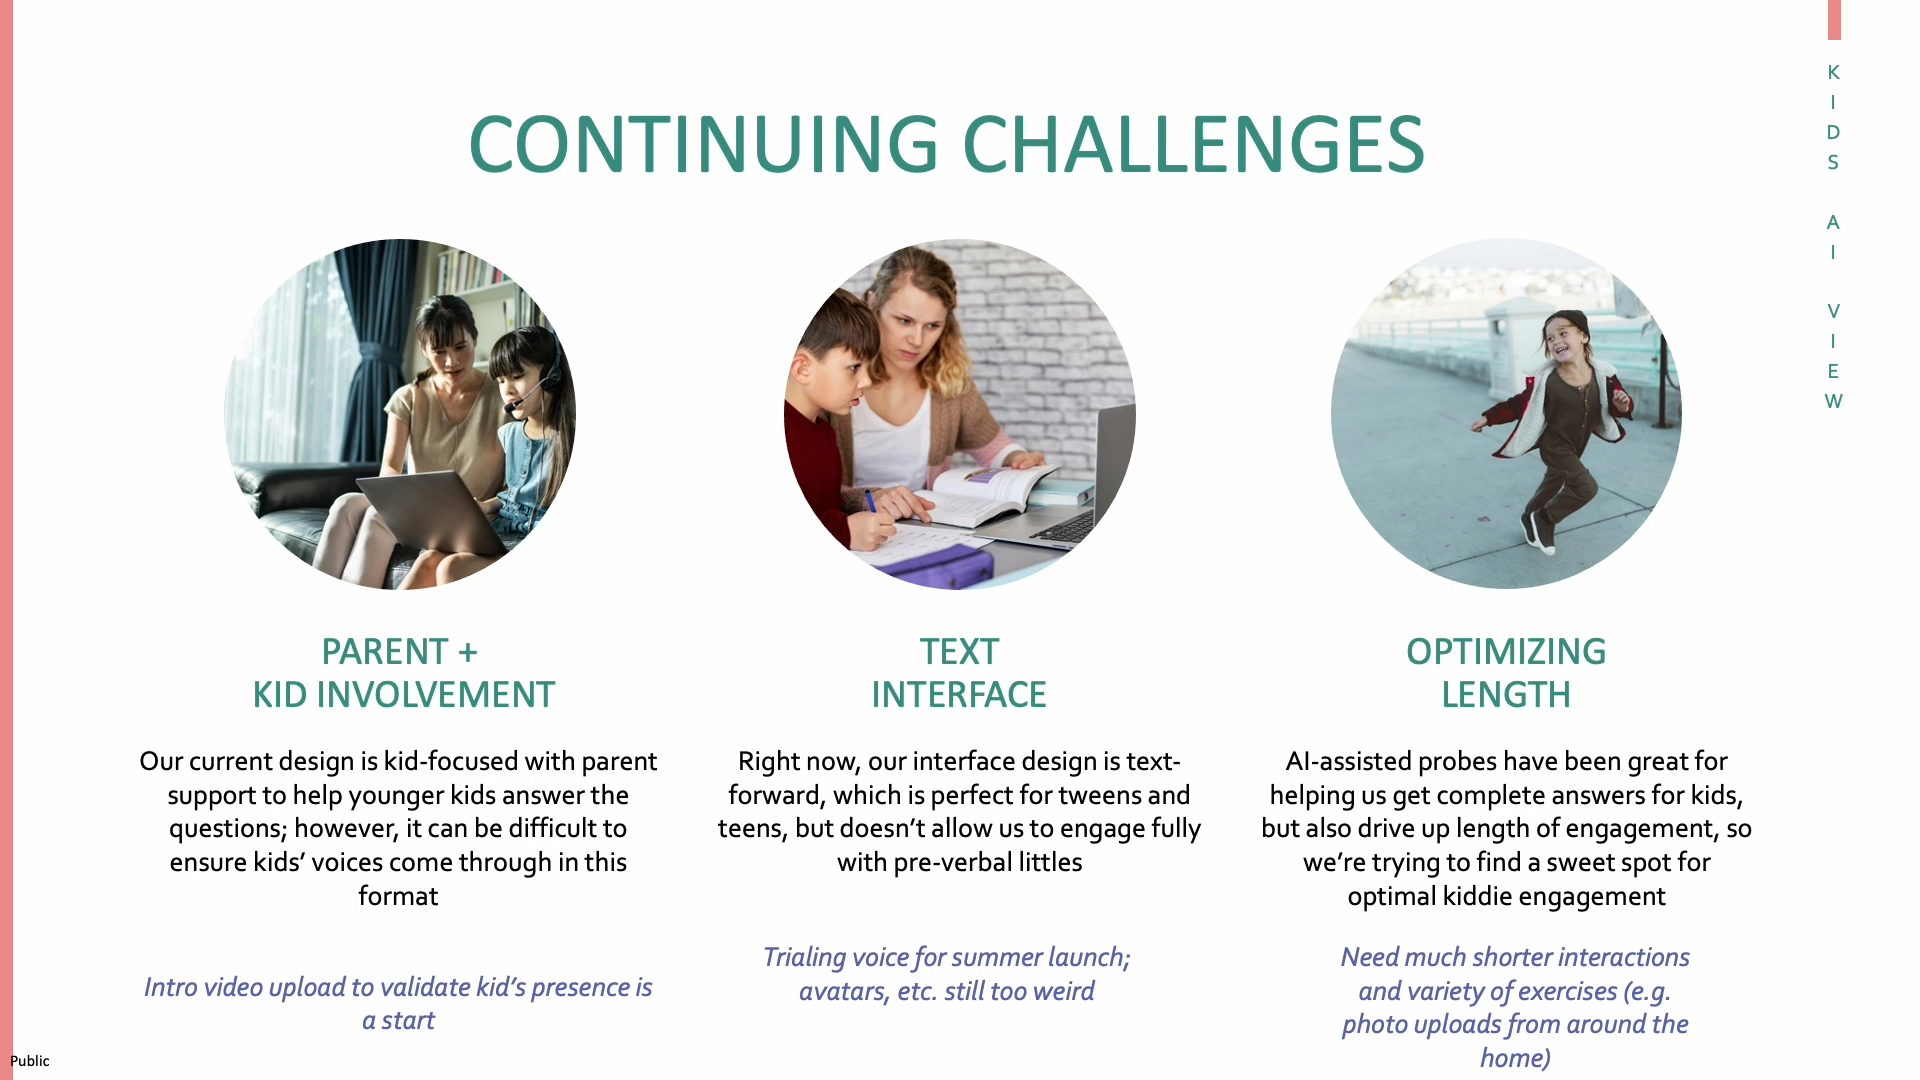 CONTINUING CHALLENGES
PARENT +
KID INVOLVEMENT
Our current design is kid-focused with parent
support to help younger kids answer the
questions; however, it can be difficult to
ensure kids’ voices come through in this
format
Intro video upload to validate kid’s presence is
a start
TEXT
INTERFACE
Right now, our interface design is text-
forward, which is perfect for tweens and
teens, but doesn’t allow us to engage fully
with pre-verbal littles
Trialing voice for summer launch;
avatars, etc. still too weird
OPTIMIZING
LENGTH
AI-assisted probes have been great for
helping us get complete answers for kids,
but also drive up length of engagement, so
we’re trying to find a sweet spot for
optimal kiddie engagement
Need much shorter interactions
and variety of exercises (e.g.
photo uploads from around the
home)
KIDS AI VIEW
Public